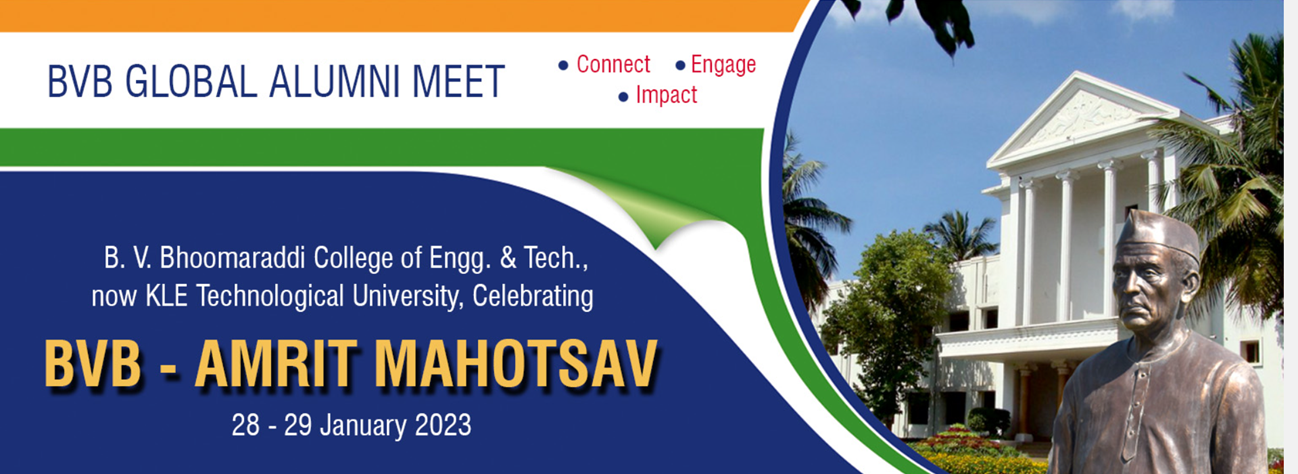 BVB GLOBAL ALUMNI MEET
• Connect • Engage
• Impact
B. V. Bhoomaraddi College of Engg. & Tech.,
now KLE Technological University, Celebrating
BVB - AMRIT MAHOTSAV
28 - 29 January 2023